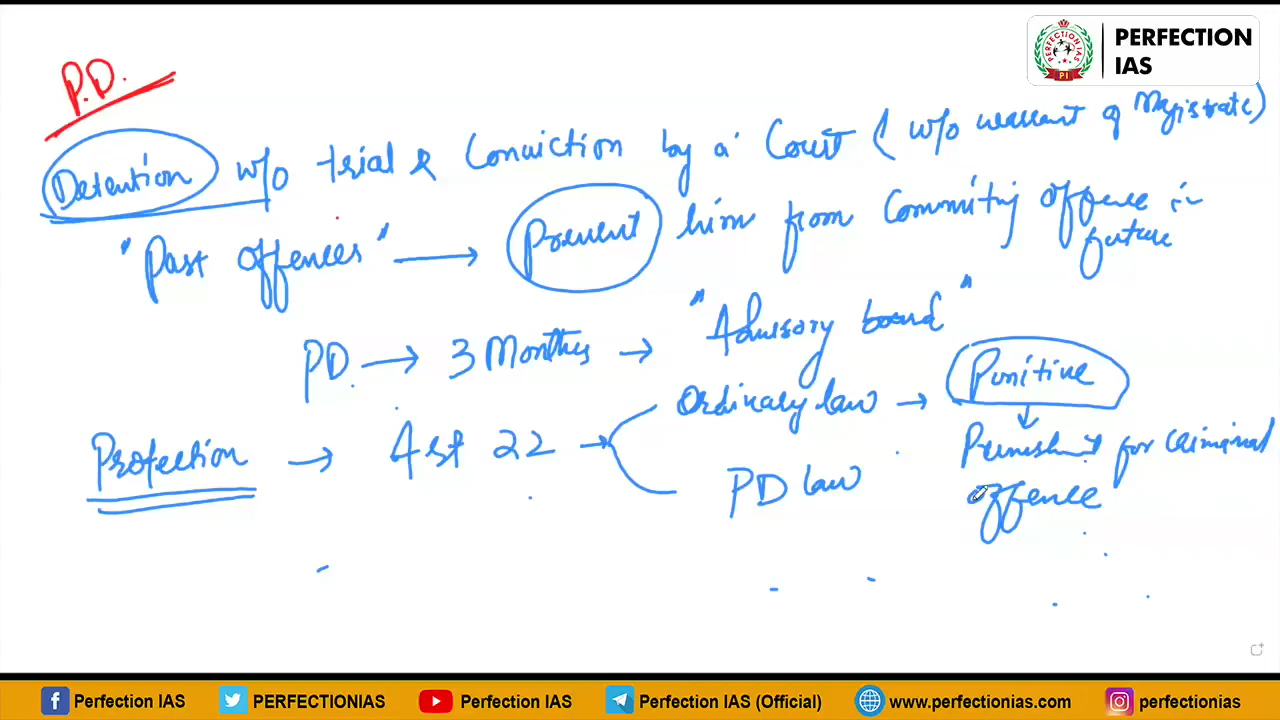 PERFECTION
IAS
P.D.
Detention w/o trial & Conviction by a Court ( w/o warrant of Magistrate)
"Past offences" → Prevent him from Commiting offence in
future
PD. → 3 Months → "Advisory board"
Ordinary law → Punitive
Protection → Art 22 → PD law
Punishment for criminal
offence
Perfection IAS
PERFECTIONIAS
Perfection IAS
Perfection IAS (Official)
www.perfectionias.com
perfectionias